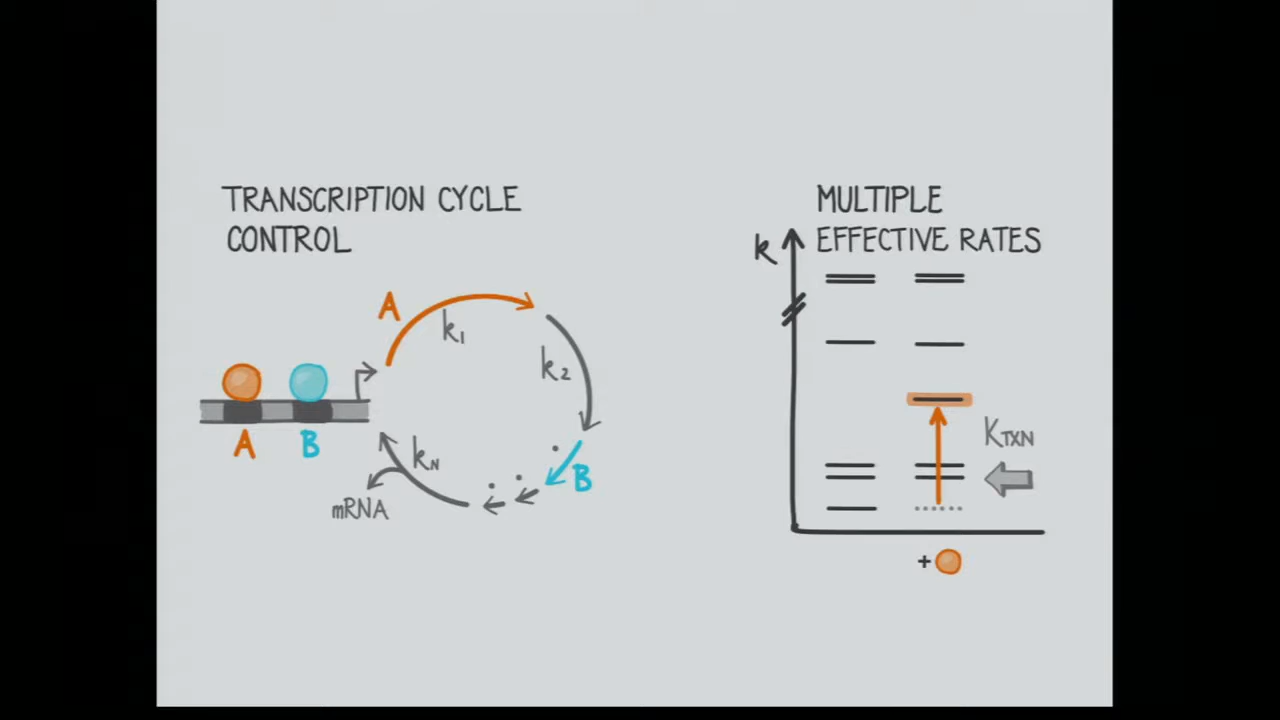 TRANSCRIPTION CYCLE
CONTROL
A
k1
k2
B
kN
mRNA
A
B
MULTIPLE
EFFECTIVE RATES
k
KTXN
+